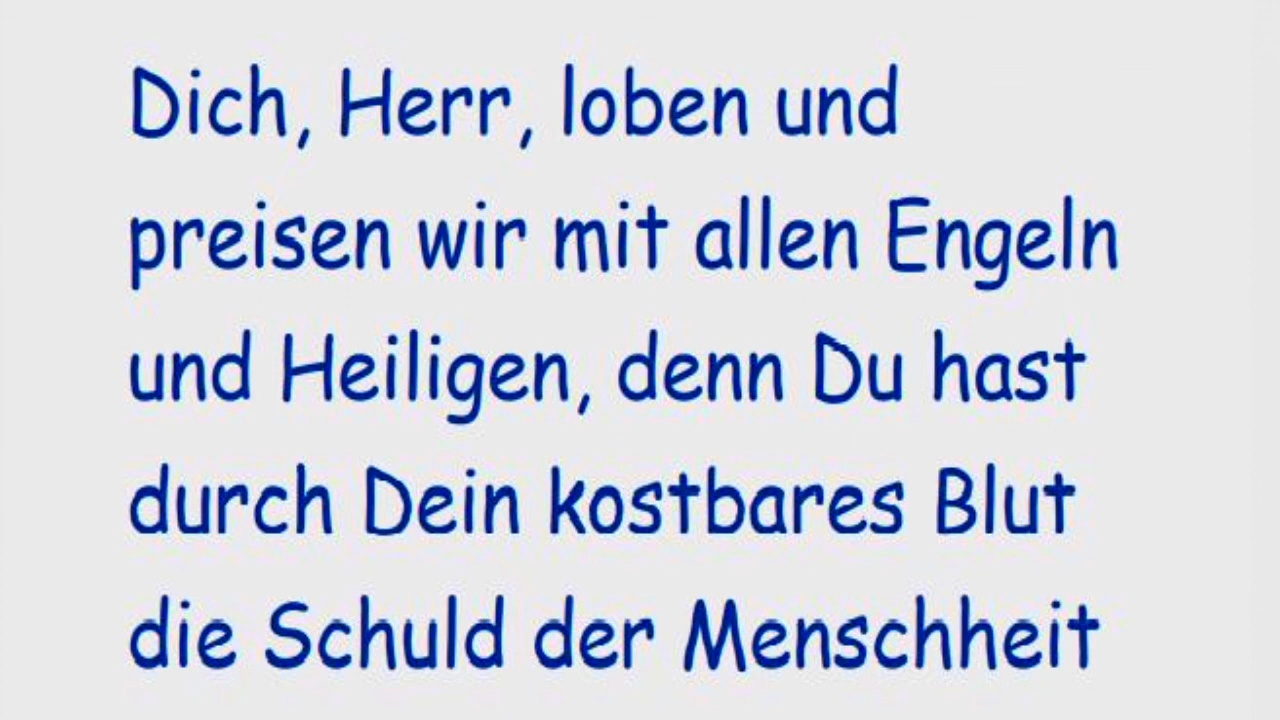 Dich, Herr, loben und
preisen wir mit allen Engeln
und Heiligen, denn Du hast
durch Dein kostbares Blut
die Schuld der Menschheit